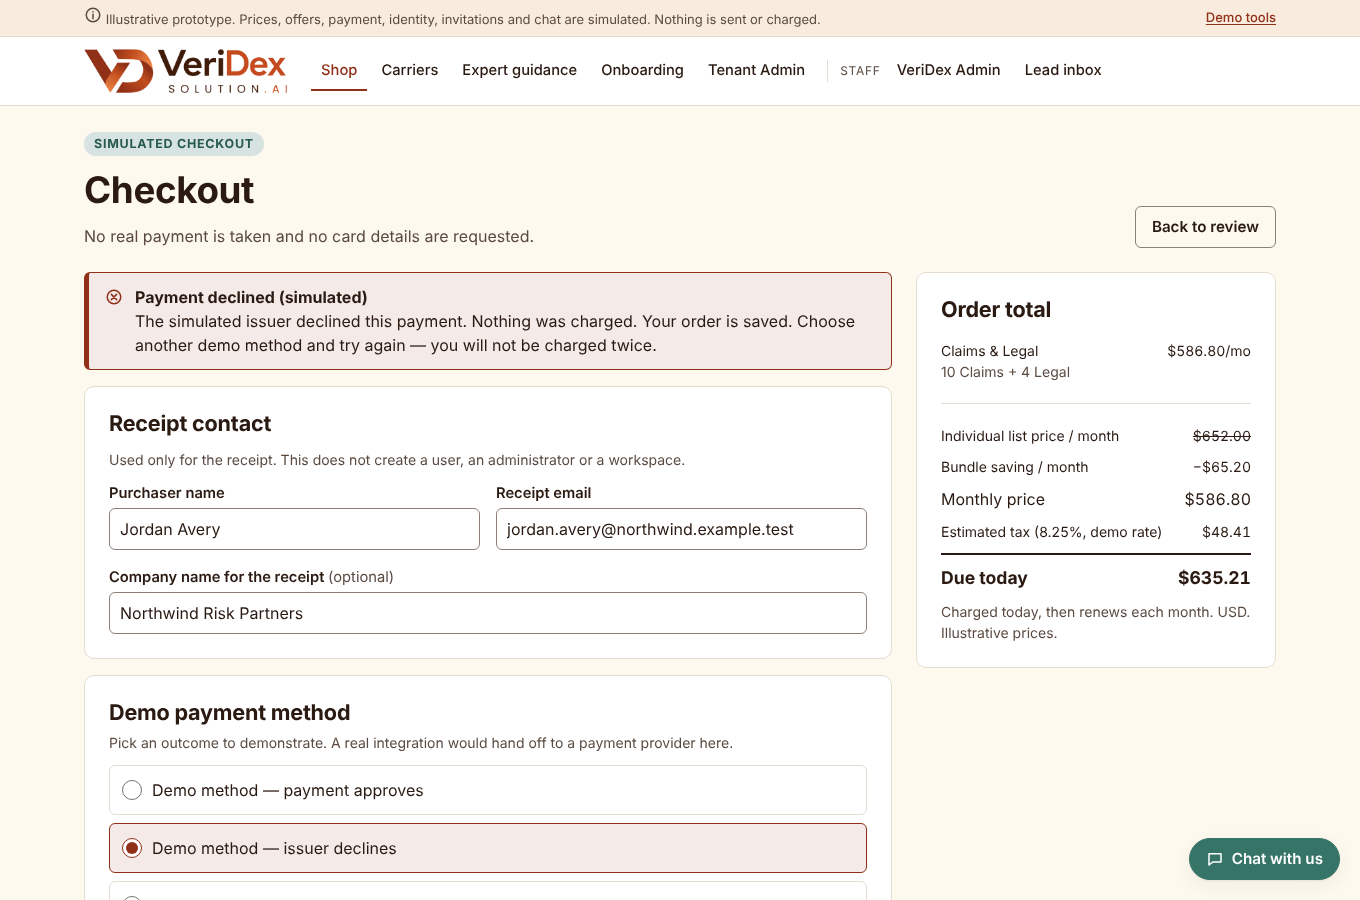 Illustrative prototype. Prices, offers, payment, identity, invitations and chat are simulated. Nothing is sent or charged.
Demo tools
VeriDex
SOLUTION.AI
Shop
Carriers
Expert guidance
Onboarding
Tenant Admin
STAFF
VeriDex Admin
Lead inbox
SIMULATED CHECKOUT
Checkout
No real payment is taken and no card details are requested.
Back to review
Payment declined (simulated)
The simulated issuer declined this payment. Nothing was charged. Your order is saved. Choose
another demo method and try again — you will not be charged twice.
Receipt contact
Used only for the receipt. This does not create a user, an administrator or a workspace.
Purchaser name
Receipt email
Jordan Avery
jordan.avery@northwind.example.test
Company name for the receipt (optional)
Northwind Risk Partners
Demo payment method
Pick an outcome to demonstrate. A real integration would hand off to a payment provider here.
Demo method — payment approves
Demo method — issuer declines
Order total
Claims & Legal $586.80/mo
10 Claims + 4 Legal
Individual list price / month $652.00
Bundle saving / month −$65.20
Monthly price $586.80
Estimated tax (8.25%, demo rate) $48.41
Due today $635.21
Charged today, then renews each month. USD.
Illustrative prices.
Chat with us